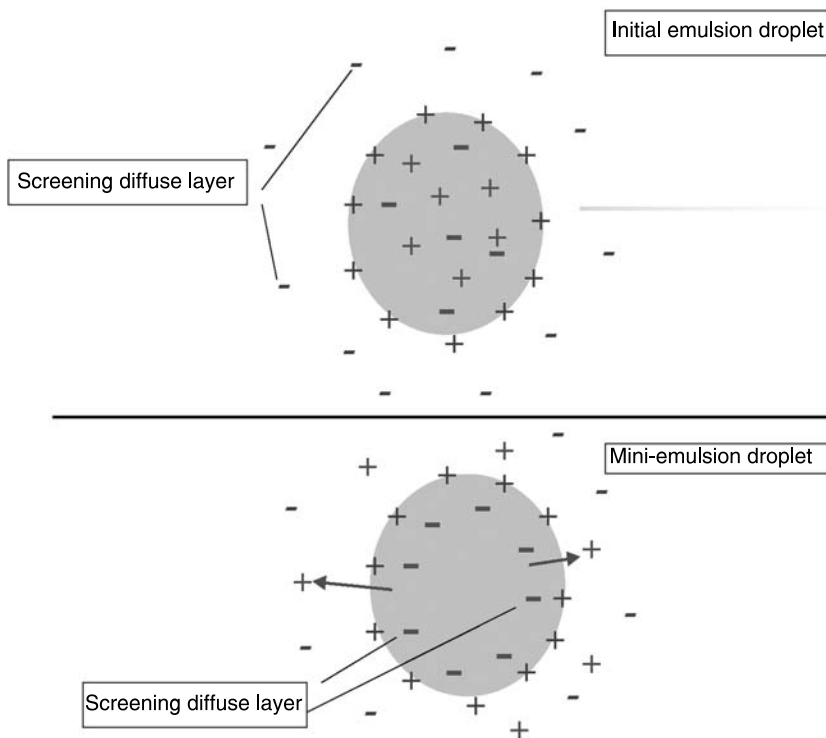 Initial emulsion droplet
Screening diffuse layer
Mini-emulsion droplet
Screening diffuse layer